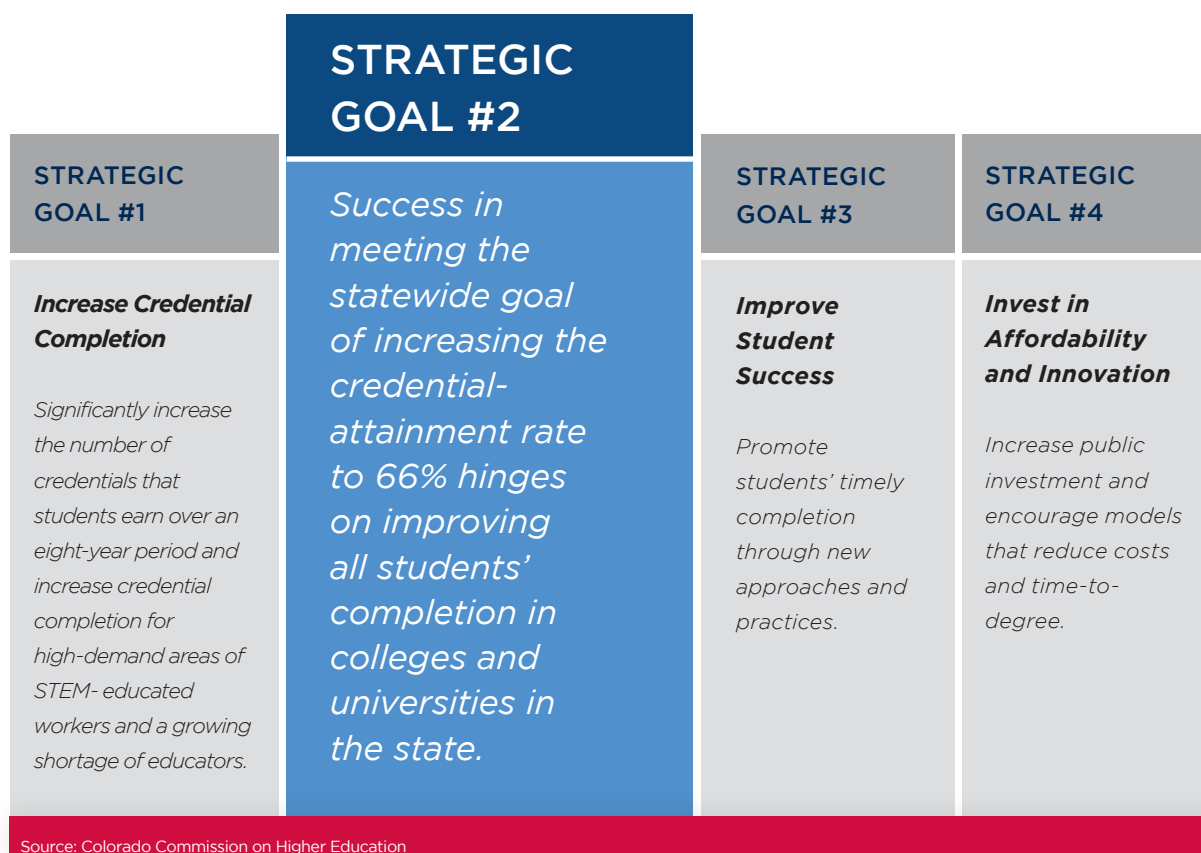 STRATEGIC
GOAL #1
Increase Credential
Completion
Significantly increase
the number of
credentials that
students earn over an
eight-year period and
increase credential
completion for
high-demand areas of
STEM- educated
workers and a growing
shortage of educators.
STRATEGIC
GOAL #2
Success in
meeting the
statewide goal
of increasing the
credential-
attainment rate
to 66% hinges
on improving
all students’
completion in
colleges and
universities in
the state.
STRATEGIC
GOAL #3
Improve
Student
Success
Promote
students’ timely
completion
through new
approaches and
practices.
STRATEGIC
GOAL #4
Invest in
Affordability
and Innovation
Increase public
investment and
encourage models
that reduce costs
and time-to-
degree.
Source: Colorado Commission on Higher Education